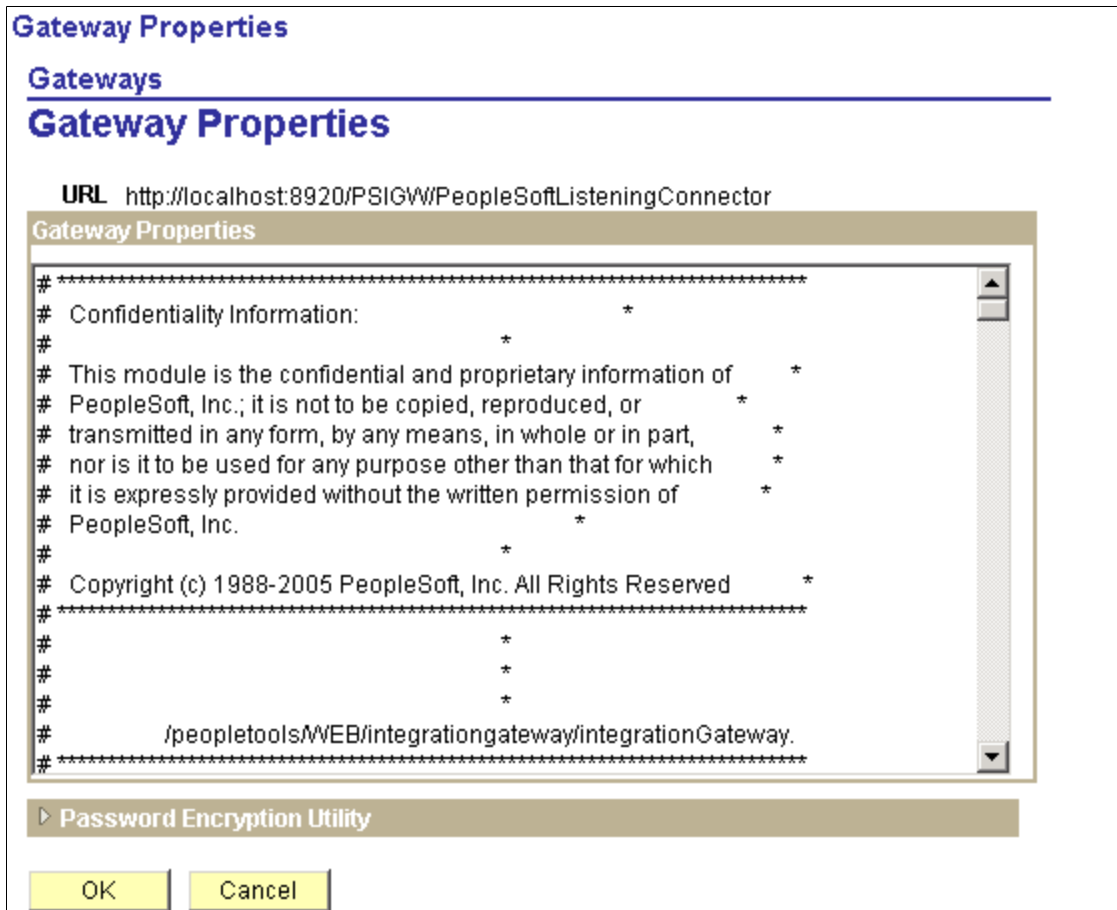 Gateway Properties
Gateways
Gateway Properties
URL http://localhost:8920/PSIGW/PeopleSoftListeningConnector
Gateway Properties
# ***************************************************************************
# Confidentiality Information: *
# *
# This module is the confidential and proprietary information of *
# PeopleSoft, Inc.; it is not to be copied, reproduced, or *
# transmitted in any form, by any means, in whole or in part, *
# nor is it to be used for any purpose other than that for which *
# it is expressly provided without the written permission of *
# PeopleSoft, Inc. *
# *
# Copyright (c) 1988-2005 PeopleSoft, Inc. All Rights Reserved *
# ***************************************************************************
# *
# *
# *
# /peopletools/WEB/integrationgateway/integrationGateway.
# ***************************************************************************
Password Encryption Utility
OK Cancel